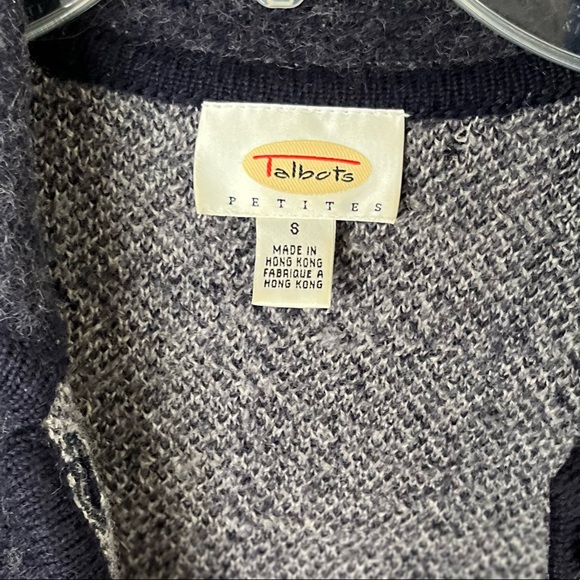 Talbots
PETITES
S
MADE IN
HONG KONG
FABRIQUE A
HONG KONG